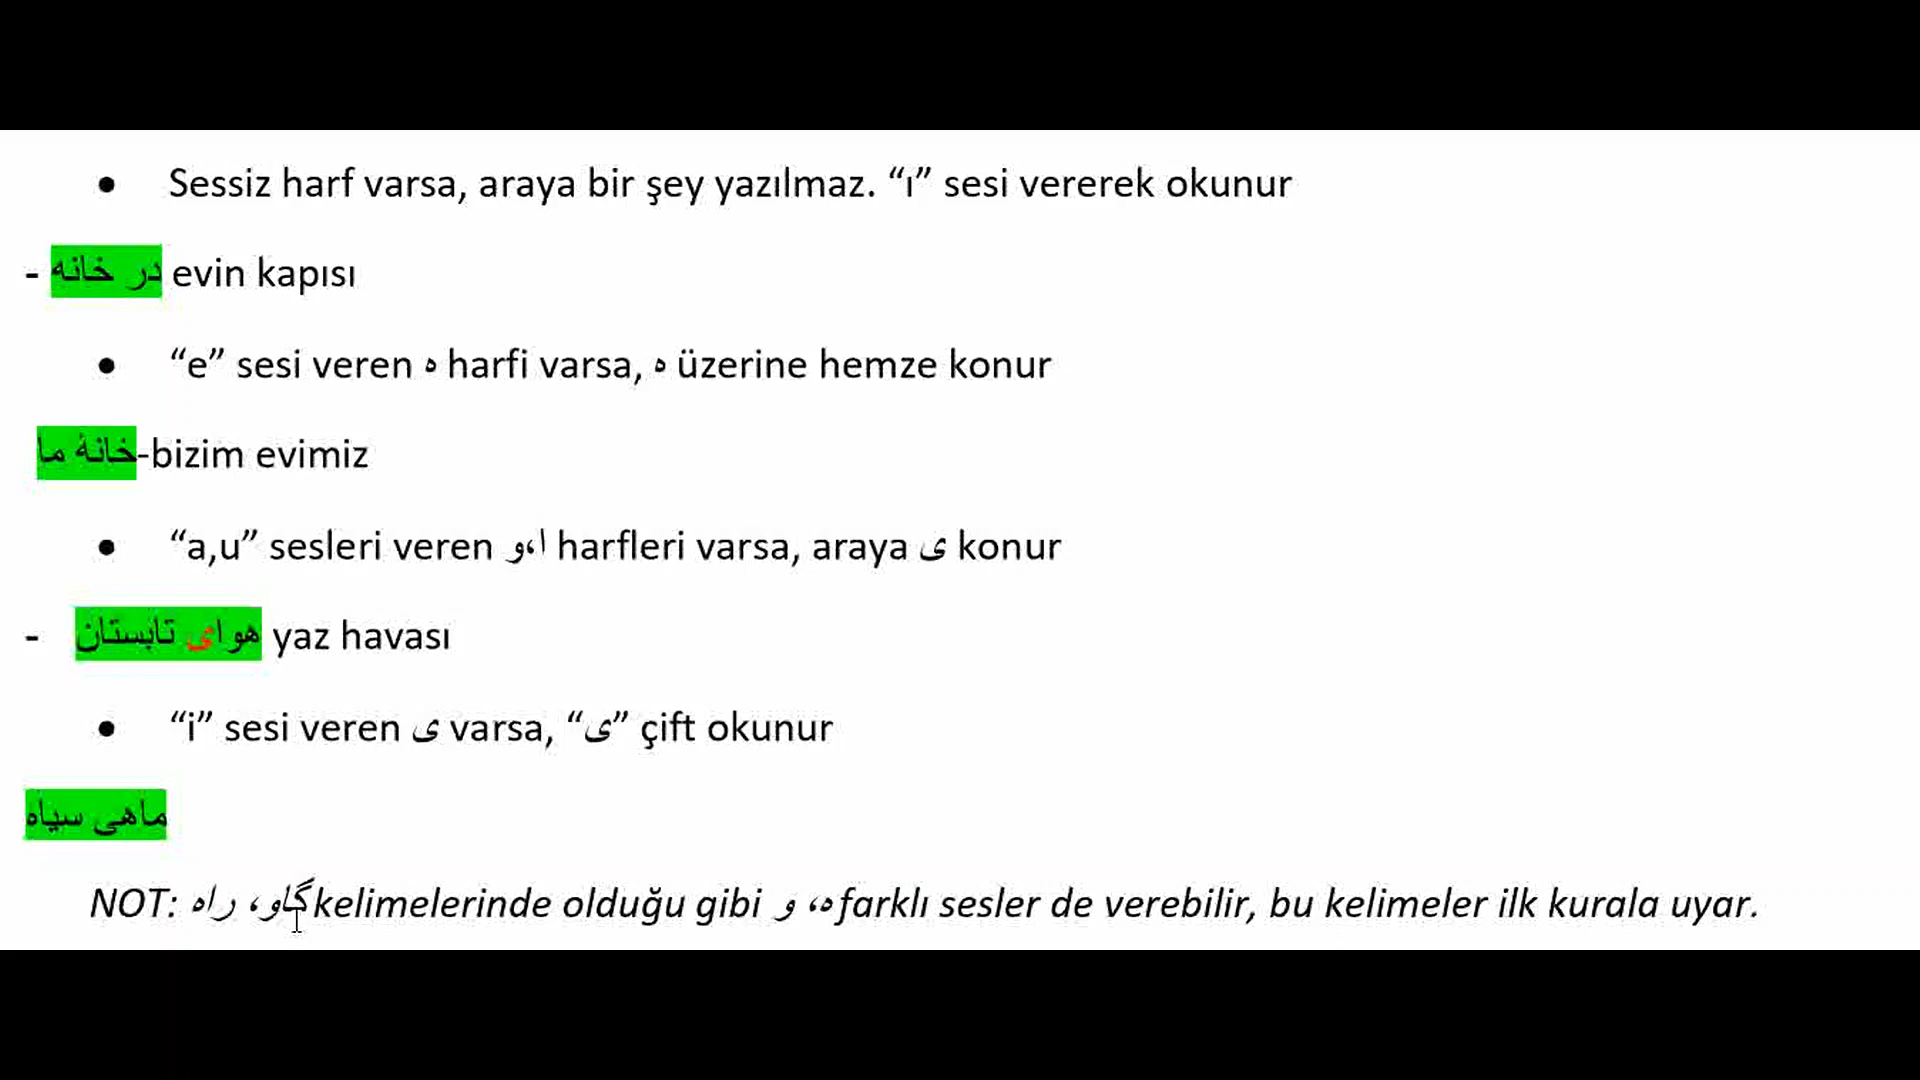 • Sessiz harf varsa, araya bir şey yazılmaz. “ı” sesi vererek okunur
- در خانه evin kapısı
• “e” sesi veren ه harfi varsa, ه üzerine hemze konur
خانۀ ما-bizim evimiz
• “a,u” sesleri veren ا،و harfleri varsa, araya ی konur
- هوای تابستان yaz havası
• “i” sesi veren ی varsa, “ی” çift okunur
ماهی سیاه
NOT: گاو، راه kelimelerinde olduğu gibi ه، و farklı sesler de verebilir, bu kelimeler ilk kurala uyar.